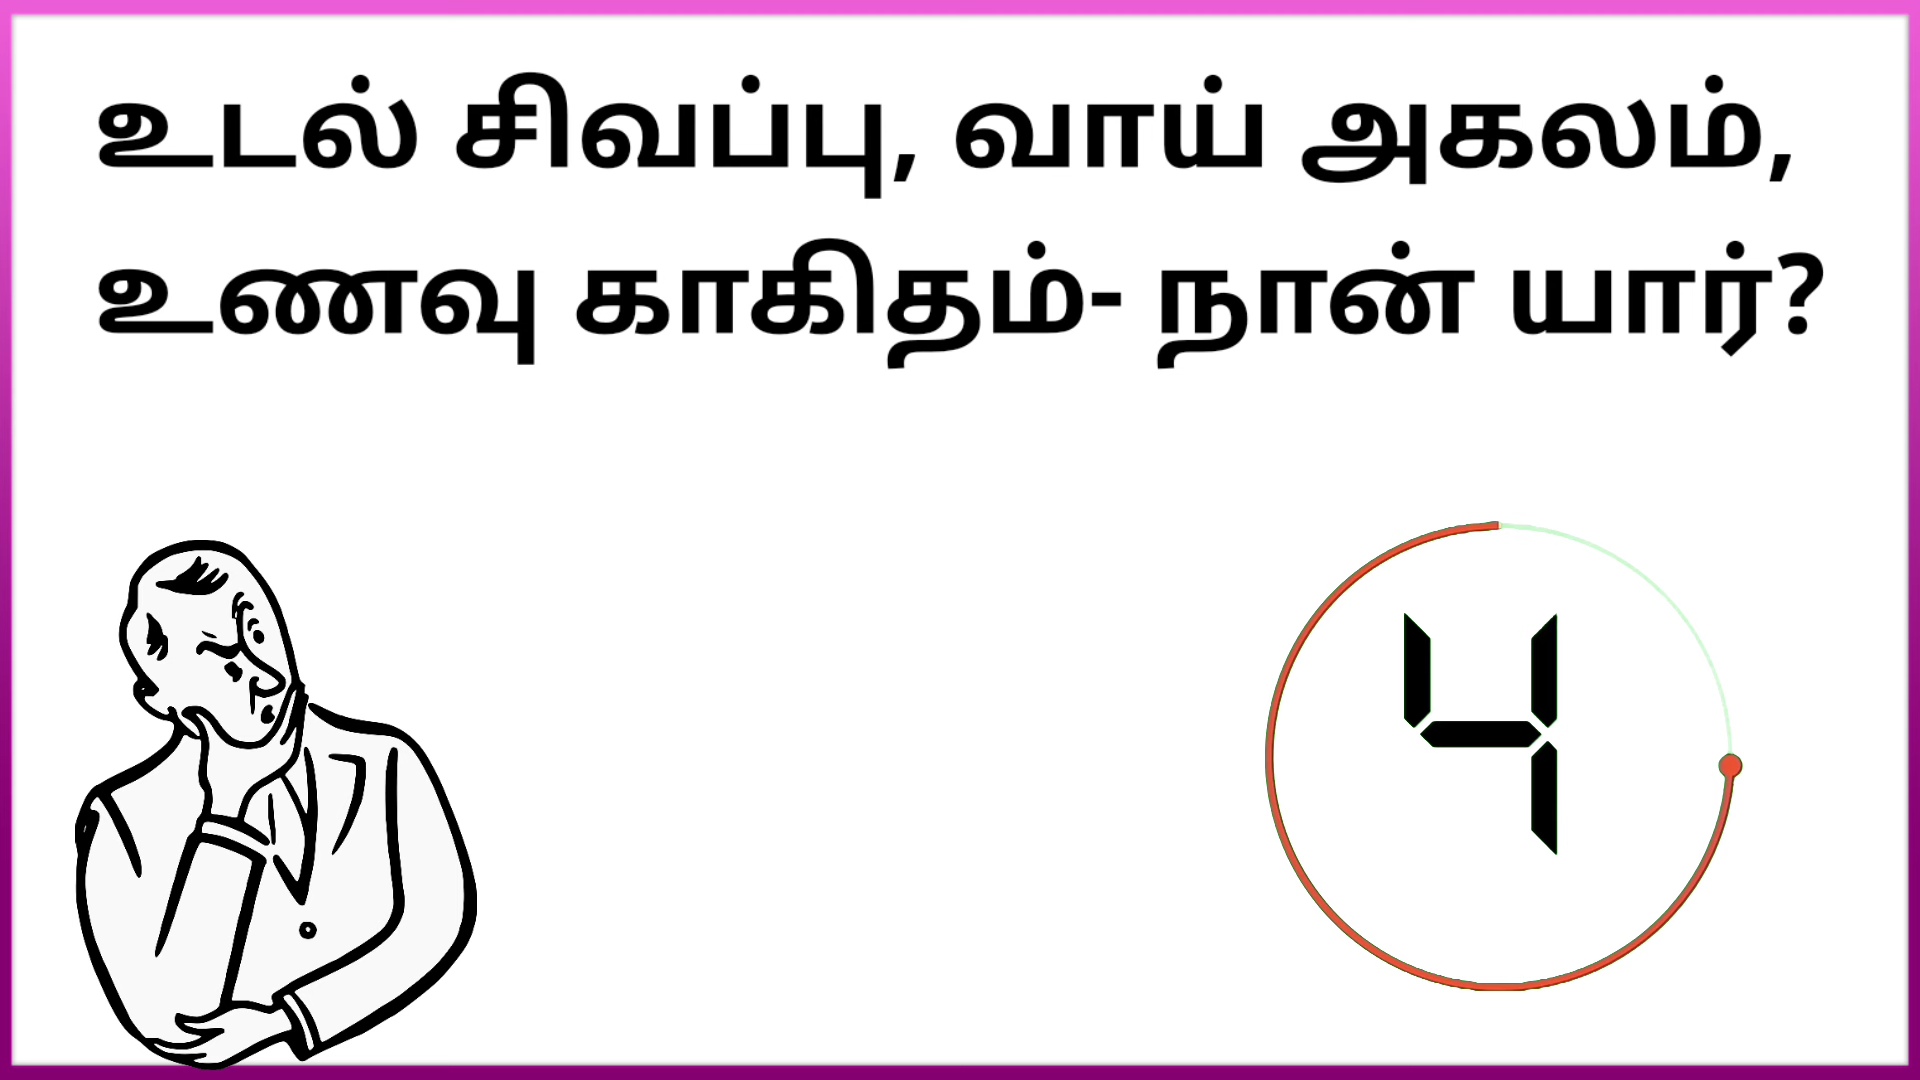 உடல் சிவப்பு, வாய் அகலம்,
உணவு காகிதம்- நான் யார்?
4